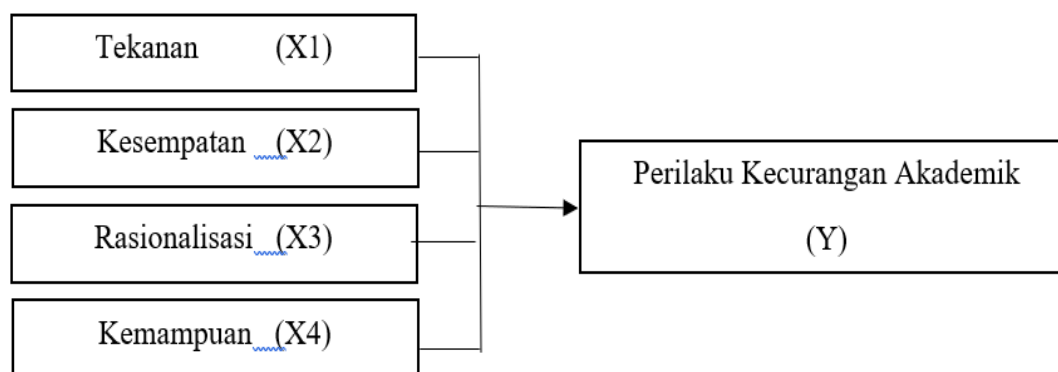 Tekanan (X1)
Kesempatan (X2)
Rasionalisasi (X3)
Kemampuan (X4)
Perilaku Kecurangan Akademik
(Y)